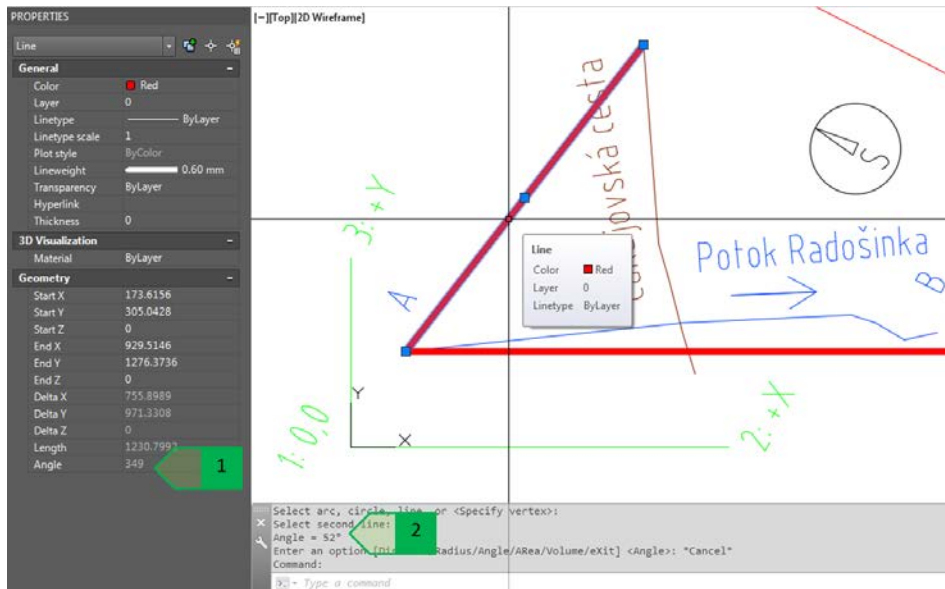 PROPERTIES
Line
General
Color Red
Layer 0
Linetype ByLayer
Linetype scale 1
Plot style ByColor
Lineweight 0.60 mm
Transparency ByLayer
Hyperlink
Thickness 0
3D Visualization
Material ByLayer
Geometry
Start X 173.6156
Start Y 305.0428
Start Z 0
End X 929.5146
End Y 1276.3736
End Z 0
Delta X 755.8989
Delta Y 971.3308
Delta Z 0
Length 1230.7992
Angle 349
1
[–][Top][2D Wireframe]
S
3: +Y
Potok Radošinka
A
B
Line
Color Red
Layer 0
Linetype ByLayer
Y
X
1: 0,0
2: +X
Select arc, circle, line, or <Specify vertex>:
Select second line:
Angle = 52°
2
Enter an option Radius/Angle/ARea/Volume/eXit] <Angle>: "Cancel"
Command:
Type a command